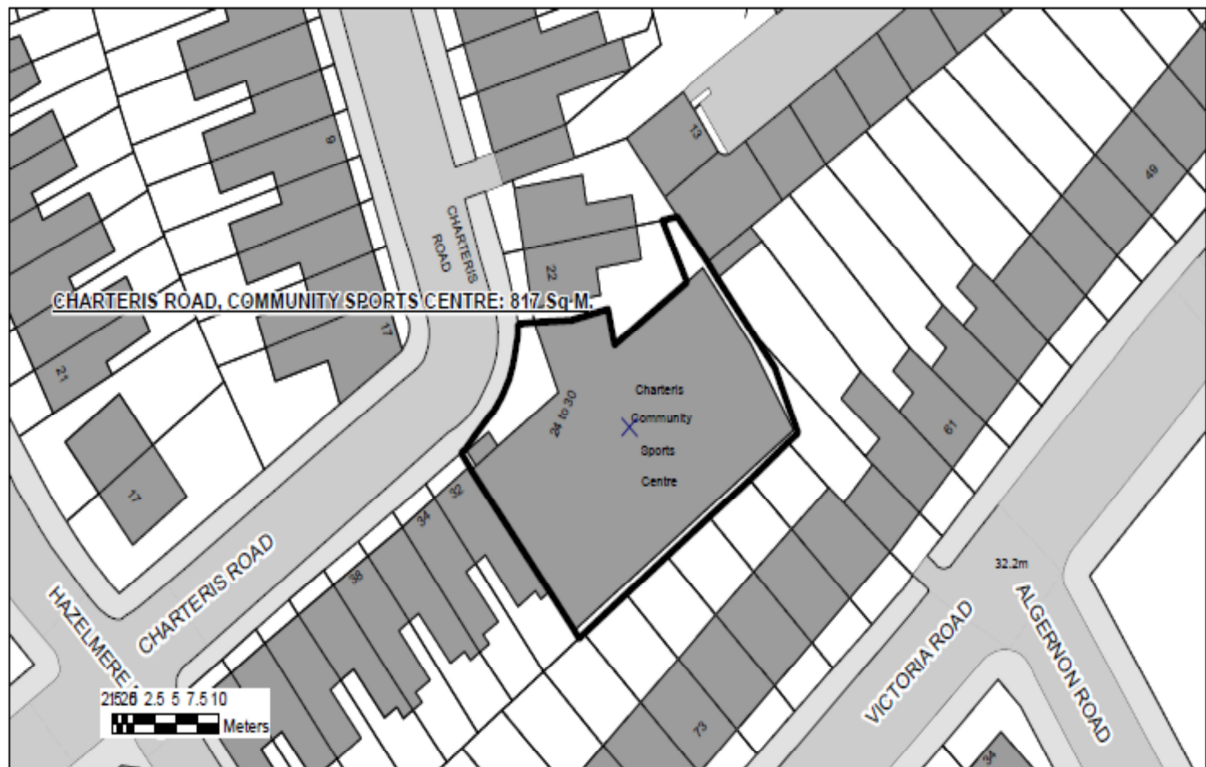 13
9
49
CHARTERIS
ROAD
22
CHARTERIS ROAD, COMMUNITY SPORTS CENTRE: 817 Sq M.
17
21
Charteris
Community
Sports
Centre
24 to 30
61
17
32
34
38
32.2m
CHARTERIS ROAD
HAZELMERE
VICTORIA ROAD
ALGERNON ROAD
0 2.5 5 7.5 10
Meters
73
34